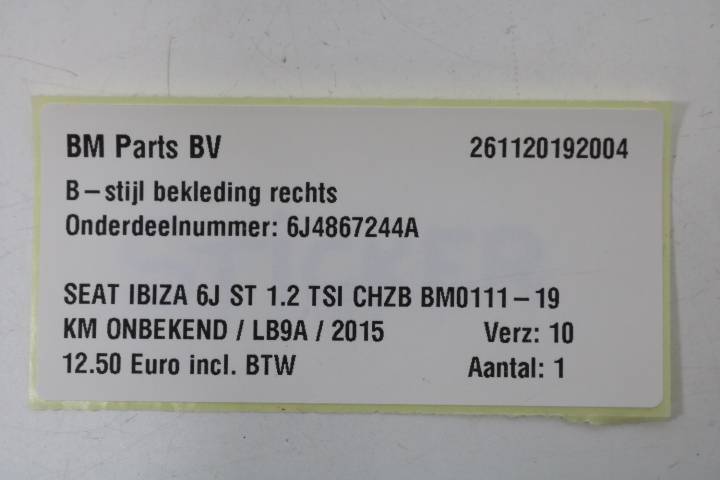 BM Parts BV 261120192004
B-stijl bekleding rechts
Onderdeelnummer: 6J4867244A
SEAT IBIZA 6J ST 1.2 TSI CHZB BM0111-19
KM ONBEKEND / LB9A / 2015 Verz: 10
12.50 Euro incl. BTW Aantal: 1